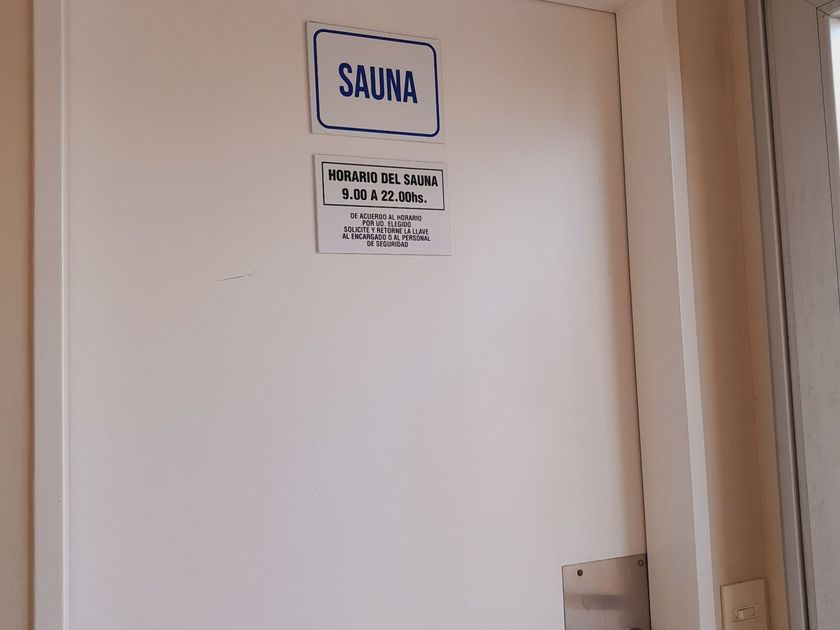 SAUNA
HORARIO DEL SAUNA
9.00 A 22.00hs.
DE ACUERDO AL HORARIO
POR UD. ELEGIDO
SOLICITE Y RETORNE LA LLAVE
AL ENCARGADO O AL PERSONAL
DE SEGURIDAD